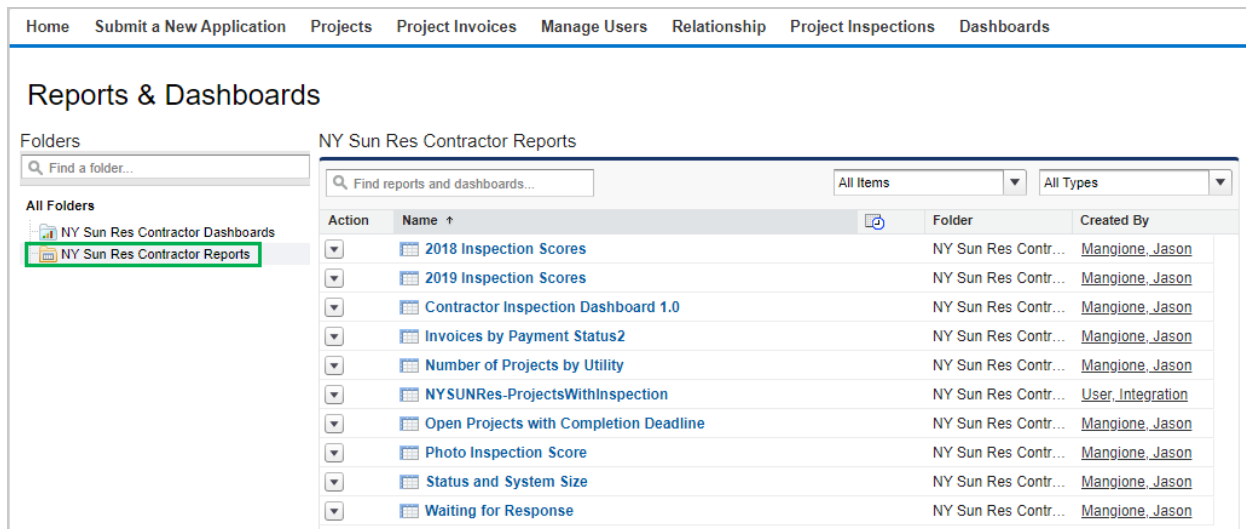 Home Submit a New Application Projects Project Invoices Manage Users Relationship Project Inspections Dashboards
Reports & Dashboards
Folders
Find a folder...
All Folders
NY Sun Res Contractor Dashboards
NY Sun Res Contractor Reports
NY Sun Res Contractor Reports
Find reports and dashboards... All Items All Types
Action Name ↑ Folder Created By
2018 Inspection Scores NY Sun Res Contr... Mangione, Jason
2019 Inspection Scores NY Sun Res Contr... Mangione, Jason
Contractor Inspection Dashboard 1.0 NY Sun Res Contr... Mangione, Jason
Invoices by Payment Status2 NY Sun Res Contr... Mangione, Jason
Number of Projects by Utility NY Sun Res Contr... Mangione, Jason
NYSUNRes-ProjectsWithInspection NY Sun Res Contr... User, Integration
Open Projects with Completion Deadline NY Sun Res Contr... Mangione, Jason
Photo Inspection Score NY Sun Res Contr... Mangione, Jason
Status and System Size NY Sun Res Contr... Mangione, Jason
Waiting for Response NY Sun Res Contr... Mangione, Jason